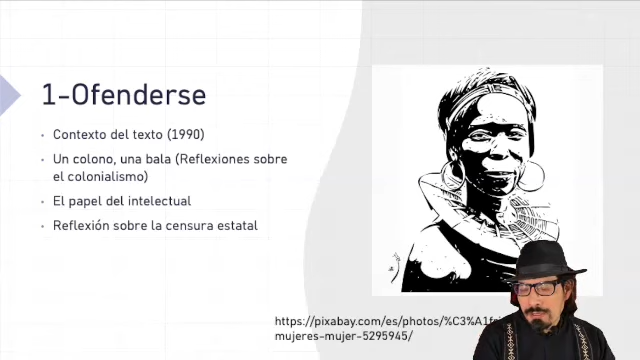 1-Ofenderse
Contexto del texto (1990)
Un colono, una bala (Reflexiones sobre
el colonialismo)
El papel del intelectual
Reflexión sobre la censura estatal
https://pixabay.com/es/photos/%C3%A1fri
mujeres-mujer-5295945/